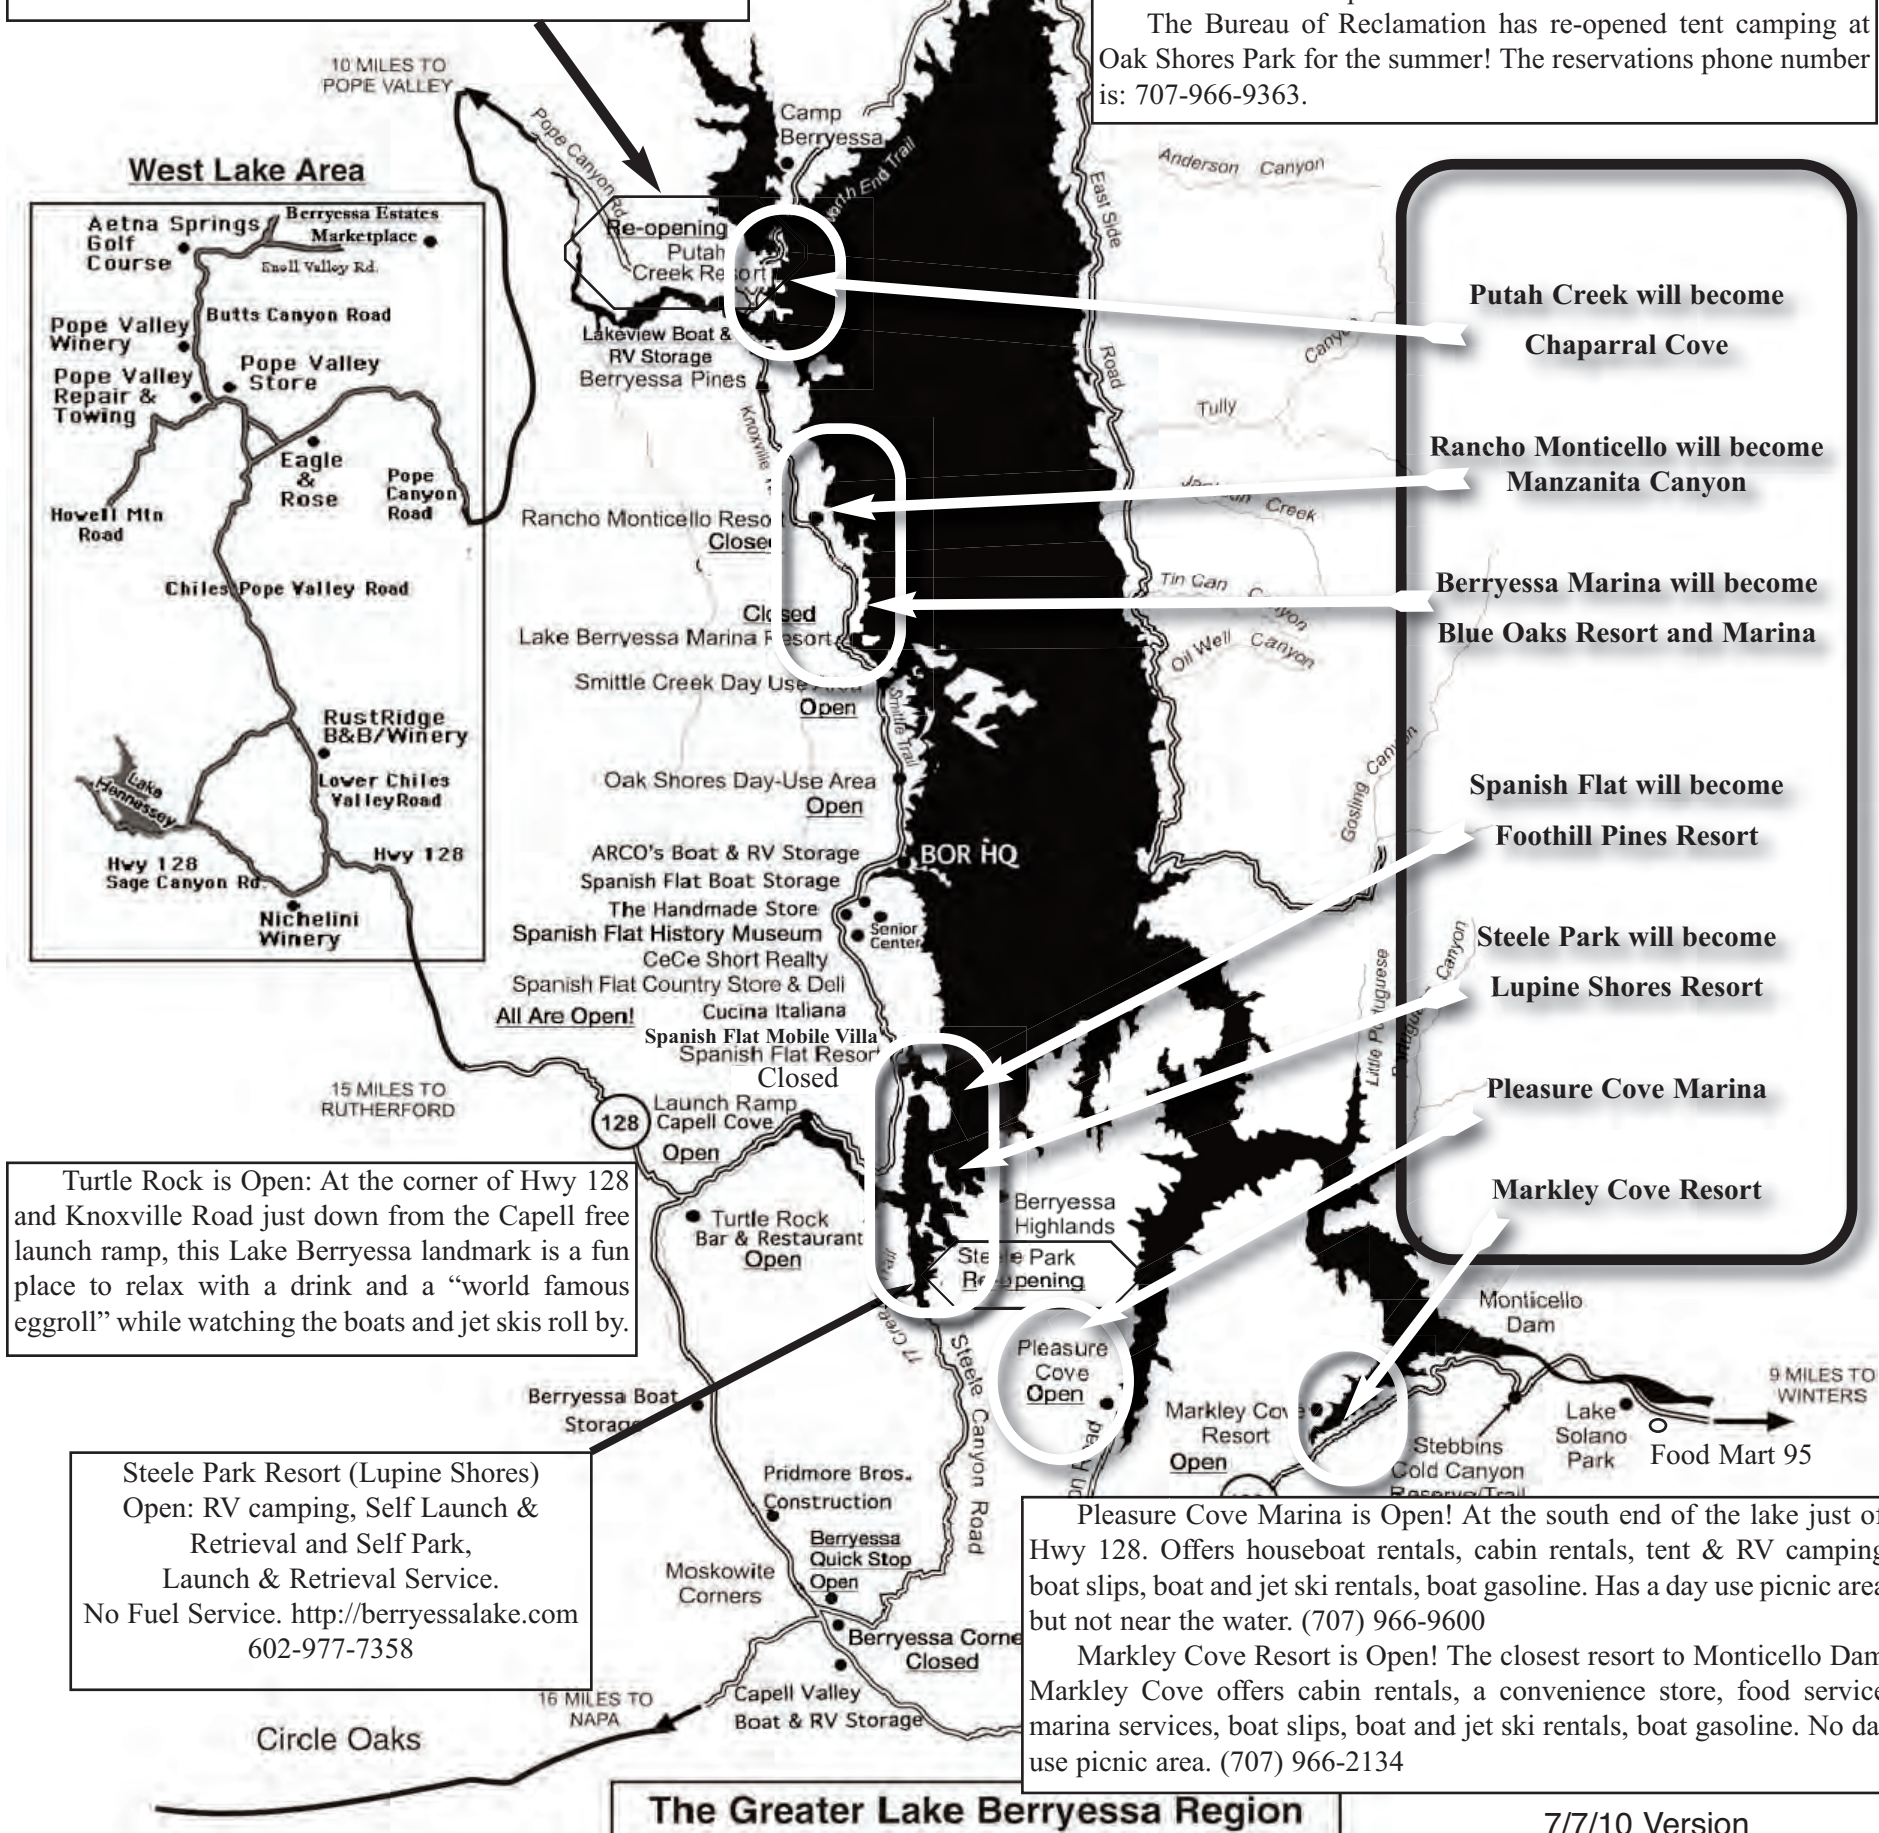 The Bureau of Reclamation has re-opened tent camping at
Oak Shores Park for the summer! The reservations phone number
is: 707-966-9363.
10 MILES TO
POPE VALLEY
Pope Canyon Rd
Camp
Berryessa
North End Trail
East Side
Road
Anderson Canyon
West Lake Area
Aetna Springs
Golf
Course
Berryessa Estates
Marketplace
Snell Valley Rd.
Butts Canyon Road
Pope Valley
Winery
Pope Valley
Store
Pope Valley
Repair &
Towing
Eagle
&
Rose
Pope
Canyon
Road
Howell Mtn
Road
Chiles Pope Valley Road
RustRidge
B&B/Winery
Lake
Hennessey
Lower Chiles
Valley Road
Hwy 128
Sage Canyon Rd.
Hwy 128
Nichelini
Winery
Re-opening
Putah
Creek Resort
Lakeview Boat &
RV Storage
Berryessa Pines
Knoxville
Rancho Monticello Resort
Closed
Closed
Lake Berryessa Marina Resort
Smittle Creek Day Use Area
Open
Smittle Trail
Oak Shores Day-Use Area
Open
ARCO's Boat & RV Storage
BOR HQ
Spanish Flat Boat Storage
The Handmade Store
Spanish Flat History Museum
Senior
Center
CeCe Short Realty
Spanish Flat Country Store & Deli
Cucina Italiana
All Are Open!
Spanish Flat Mobile Villa
Spanish Flat Resort
Closed
Canyon
Tully
Jackson Creek
Tin Can Canyon
Oil Well Canyon
Gosling Canyon
Little Portuguese
Portuguese Canyon
Putah Creek will become
Chaparral Cove
Rancho Monticello will become
Manzanita Canyon
Berryessa Marina will become
Blue Oaks Resort and Marina
Spanish Flat will become
Foothill Pines Resort
Steele Park will become
Lupine Shores Resort
Pleasure Cove Marina
Markley Cove Resort
15 MILES TO
RUTHERFORD
128
Launch Ramp
Capell Cove
Open
Turtle Rock is Open: At the corner of Hwy 128
and Knoxville Road just down from the Capell free
launch ramp, this Lake Berryessa landmark is a fun
place to relax with a drink and a “world famous
eggroll” while watching the boats and jet skis roll by.
Turtle Rock
Bar & Restaurant
Open
Berryessa
Highlands
Steele Park
Re-opening
Pleasure
Cove
Open
Monticello
Dam
9 MILES TO
WINTERS
Markley Cove
Resort
Open
Stebbins
Cold Canyon
Reserve/Trail
Lake
Solano
Park
Food Mart 95
Berryessa Boat
Storage
Steele Canyon Road
Steele Park Resort (Lupine Shores)
Open: RV camping, Self Launch &
Retrieval and Self Park,
Launch & Retrieval Service.
No Fuel Service. http://berryessalake.com
602-977-7358
Pridmore Bros.
Construction
Berryessa
Quick Stop
Open
Moskowite
Corners
Berryessa Corne
Closed
Capell Valley
Boat & RV Storage
16 MILES TO
NAPA
Circle Oaks
Pleasure Cove Marina is Open! At the south end of the lake just of
Hwy 128. Offers houseboat rentals, cabin rentals, tent & RV camping
boat slips, boat and jet ski rentals, boat gasoline. Has a day use picnic area
but not near the water. (707) 966-9600
Markley Cove Resort is Open! The closest resort to Monticello Dam
Markley Cove offers cabin rentals, a convenience store, food service
marina services, boat slips, boat and jet ski rentals, boat gasoline. No da
use picnic area. (707) 966-2134
The Greater Lake Berryessa Region
7/7/10 Version